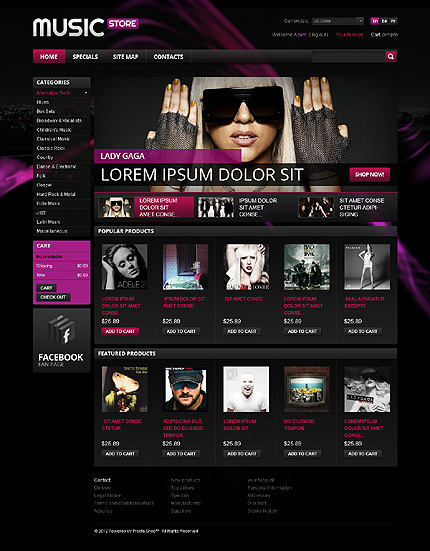 MUSIC STORE
Currencies: US Dollar En De Fr
Welcome, Adam (Log out) Your Account Cart: empty
HOME SPECIALS SITE MAP CONTACTS
CATEGORIES
Alternative Rock
Blues
Box Sets
Broadway & Vocalists
Children's Music
Classical Music
Classic Rock
Country
Dance & Electronic
Folk
Gospel
Hard Rock & Metal
Indie Music
Jazz
Latin Music
Miscellaneous
LADY GAGA
LOREM IPSUM DOLOR SIT
SHOP NOW!
LOREM IPSUM
DOLOR SIT
AMET CONSE...
IPSUM DOLOR
SIT AMET
CONSE...
SIT AMET CONSE
CTETUR ADIPI-
SICING
CART
No products
Shipping $0.00
Total $0.00
CART
CHECK OUT
FACEBOOK
FAN PAGE
POPULAR PRODUCTS
ADELE 21
LOREM IPSUM
DOLOR SIT AMET
CONSE...
$25.89
ADD TO CART
IPSUM DOLOR
SIT AMET
CONSE...
$25.89
ADD TO CART
SIT AMET CONSE...
$25.89
ADD TO CART
LOREM IPSUM
DOLOR SIT AMET
CONSE...
$25.89
ADD TO CART
NULLA PARIATUR
EXCEPTE
$25.89
ADD TO CART
FEATURED PRODUCTS
SIT AMET CONSE
CTETUR
$25.89
ADD TO CART
ADIPISICING ELIT,
SED DO EIUSMOD
TEMPOR
$25.89
ADD TO CART
LOREM IPSUM
DOLOR SIT
$25.89
ADD TO CART
DO EIUSMOD
TEMPOR
$25.89
ADD TO CART
LADY GAGA
LOREM IPSUM
DOLOR SIT AMET
CONSE...
$25.89
ADD TO CART
Contact
Delivery
Legal Notice
Terms and conditions of use
About us
New products
Top sellers
Specials
Manufacturers
Suppliers
Your Account
Personal information
Addresses
Discount
Orders history
© 2012 Powered by Presta Shop™. All Rights Reserved